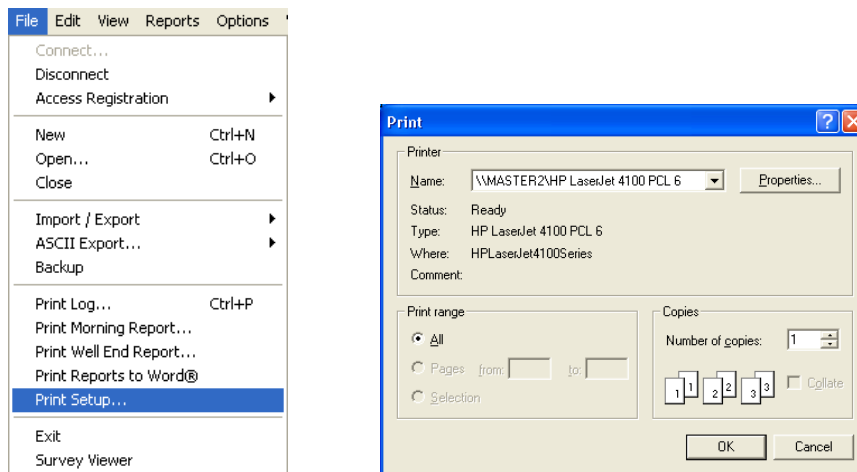 File Edit View Reports Options
Connect...
Disconnect
Access Registration
New Ctrl+N
Open... Ctrl+O
Close
Import / Export
ASCII Export...
Backup
Print Log... Ctrl+P
Print Morning Report...
Print Well End Report...
Print Reports to Word®
Print Setup...
Exit
Survey Viewer
Print
Printer
Name: \\MASTER2\HP LaserJet 4100 PCL 6 Properties...
Status: Ready
Type: HP LaserJet 4100 PCL 6
Where: HPLaserJet4100Series
Comment:
Print range
All
Pages from: to:
Selection
Copies
Number of copies: 1
1 1 2 2 3 3 Collate
OK Cancel